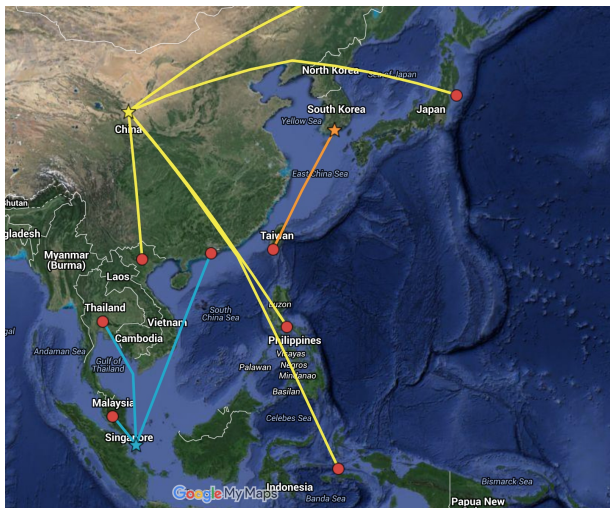 North Korea
Sea of Japan
South Korea
Japan
Yellow Sea
China
East China Sea
Bhutan
gladesh
Taiwan
Myanmar
(Burma)
Laos
Luzon
Thailand
South
China Sea
Vietnam
Cambodia
Philippines
gal
Andaman Sea
Gulf of
Thailand
Visayas
Palawan
Negros
Mindanao
Basilan
Malaysia
Celebes Sea
Singapore
Indonesia
Bismarck Sea
Google My Maps
Banda Sea
Papua New